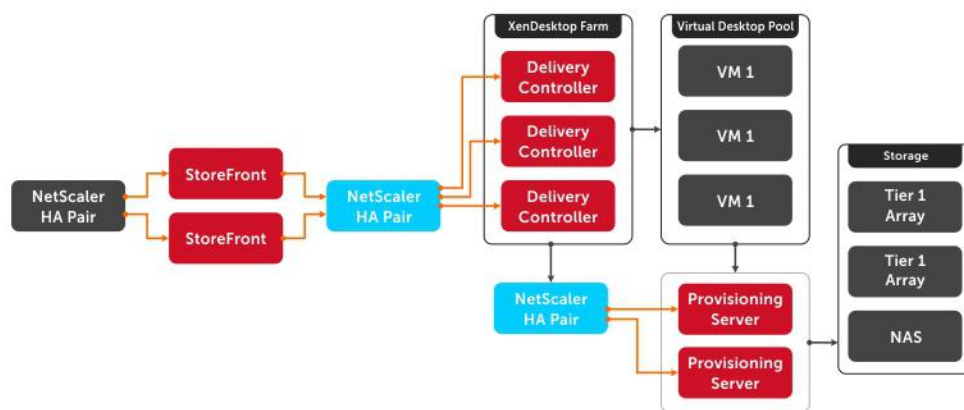 XenDesktop Farm
Virtual Desktop Pool
Delivery
Controller
VM 1
Delivery
Controller
VM 1
Storage
StoreFront
NetScaler
HA Pair
NetScaler
HA Pair
Delivery
Controller
VM 1
Tier 1
Array
StoreFront
Tier 1
Array
NetScaler
HA Pair
Provisioning
Server
NAS
Provisioning
Server